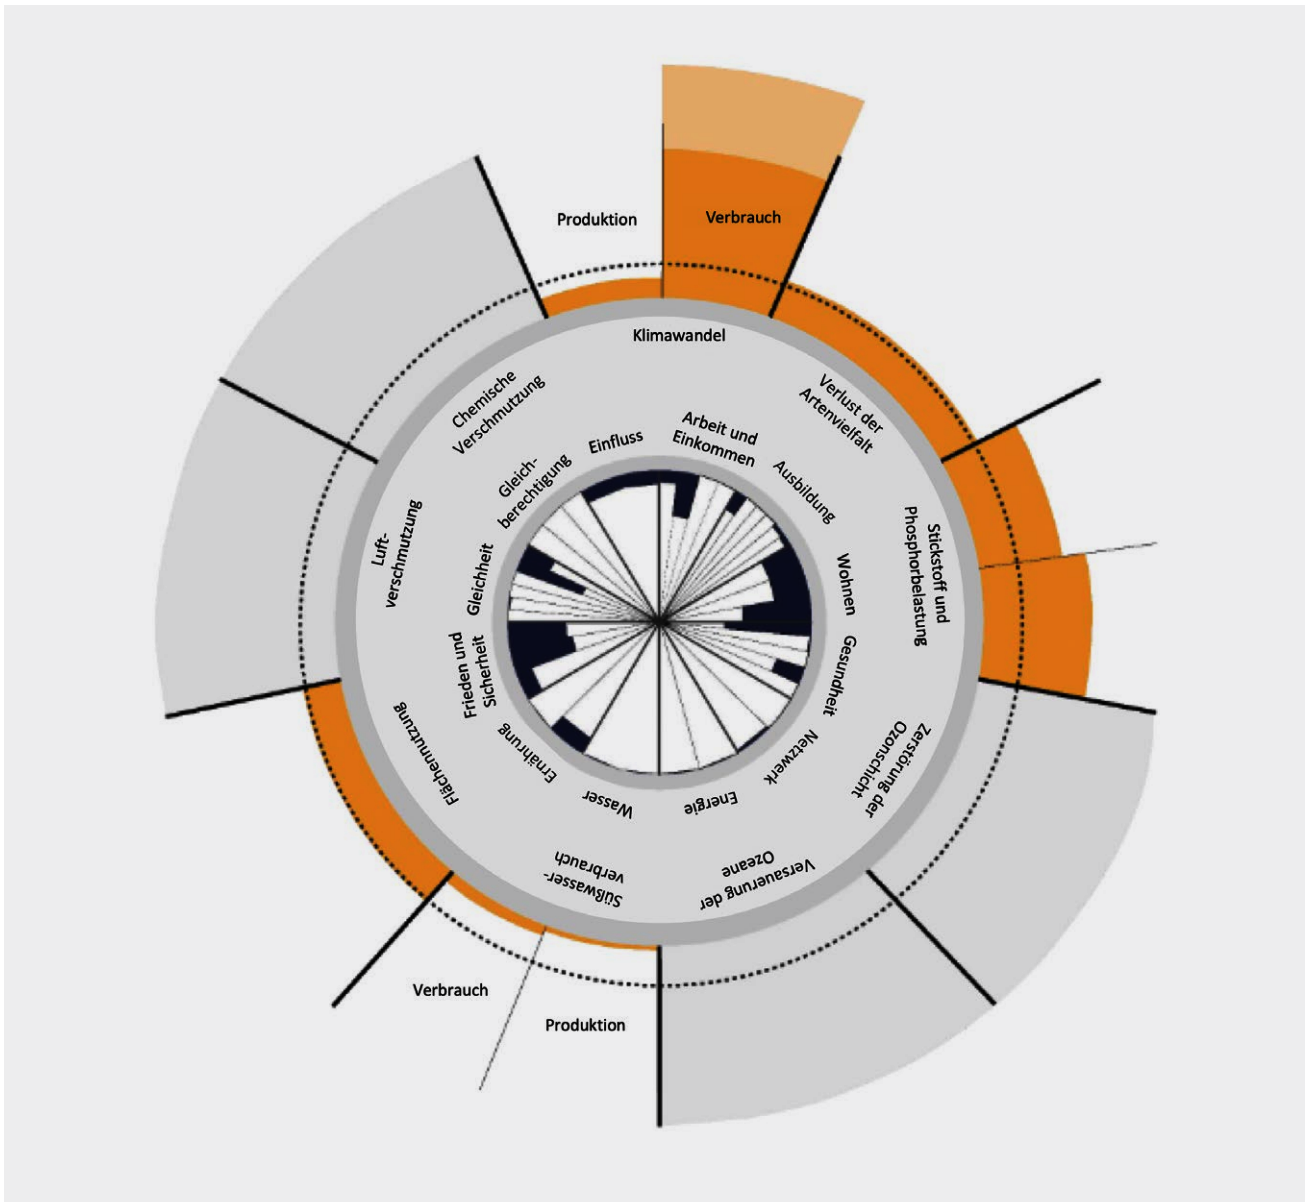 Produktion
Verbrauch
Klimawandel
Verlust der
Artenvielfalt
Stickstoff und
Phosphorbelastung
Zerstörung der
Ozonschicht
Versauerung der
Ozeane
Süßwasser-
verbrauch
Flächennutzung
Luft-
verschmutzung
Chemische
Verschmutzung
Arbeit und
Einkommen
Ausbildung
Wohnen
Gesundheit
Netzwerk
Energie
Wasser
Ernährung
Frieden und
Sicherheit
Gleichheit
Gleich-
berechtigung
Einfluss
Verbrauch
Produktion